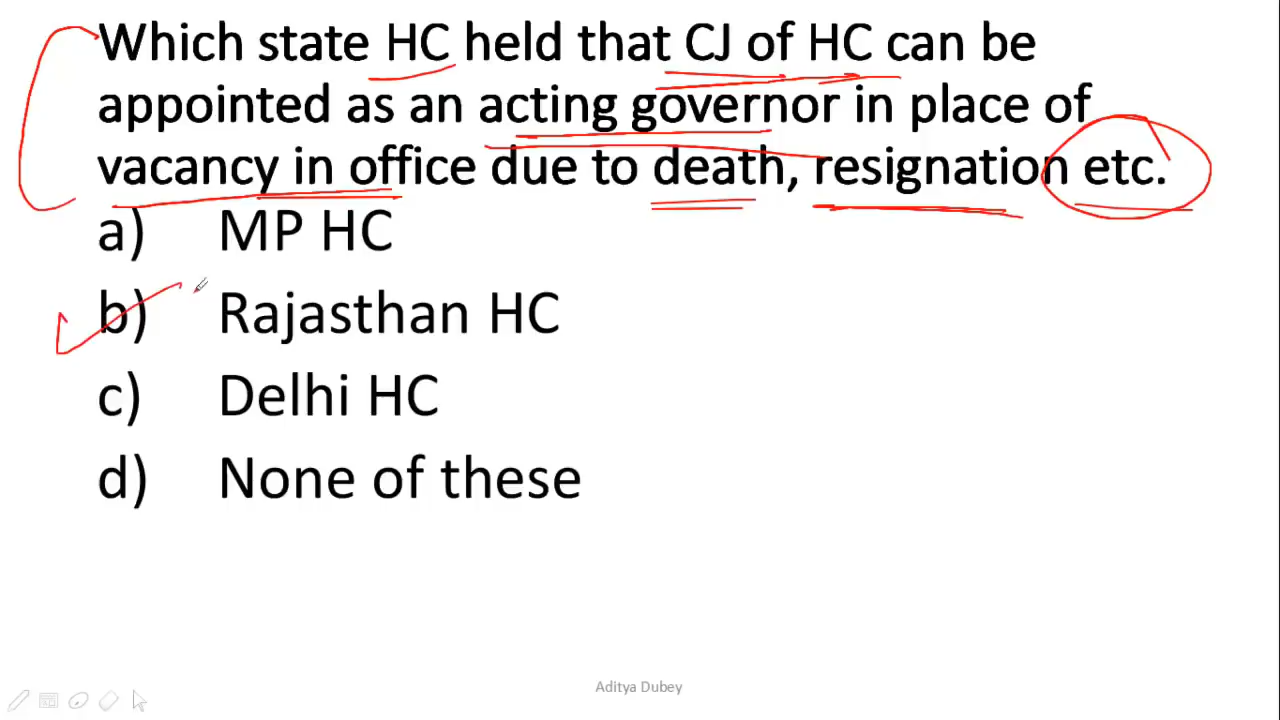 Which state HC held that CJ of HC can be
appointed as an acting governor in place of
vacancy in office due to death, resignation etc.
a) MP HC
b) Rajasthan HC
c) Delhi HC
d) None of these
Aditya Dubey